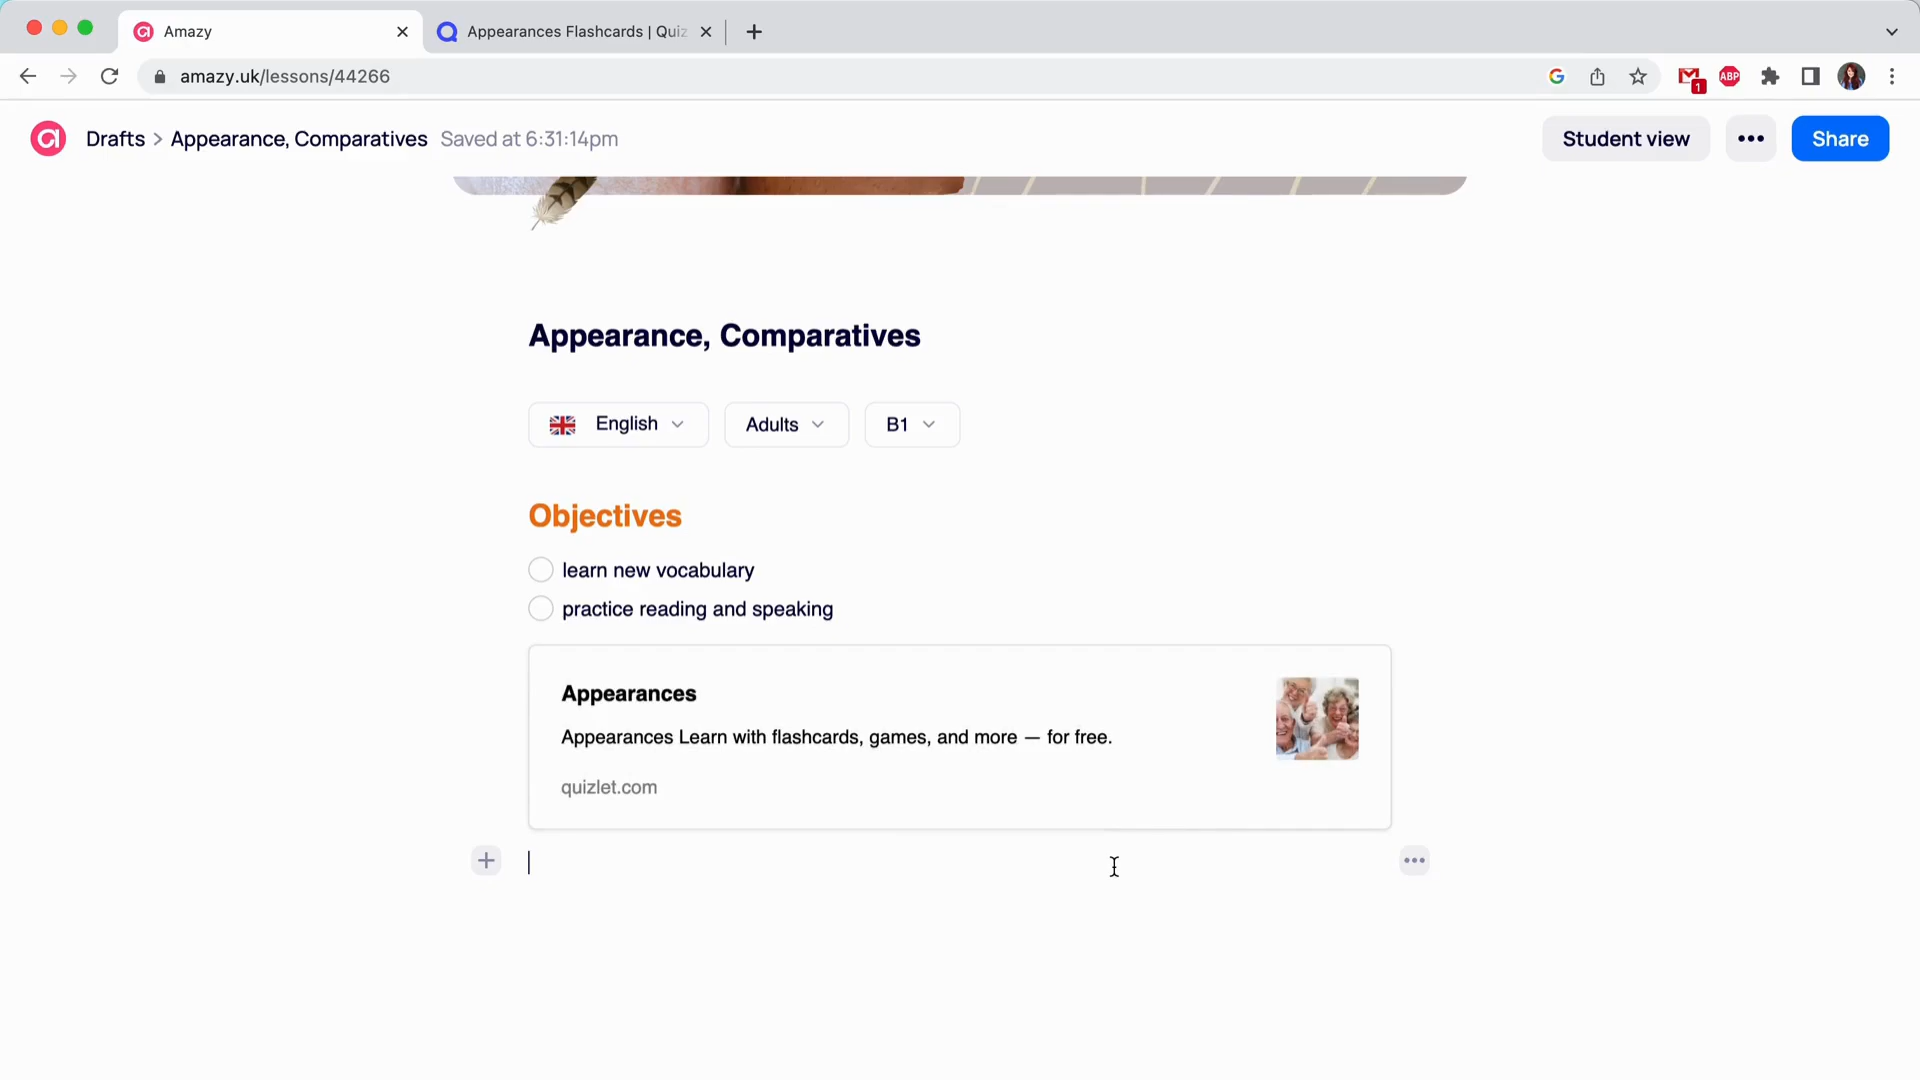 Amazy
Appearances Flashcards | Quiz
amazy.uk/lessons/44266
1
ABP
Drafts > Appearance, Comparatives Saved at 6:31:14pm
Student view
Share
Appearance, Comparatives
English
Adults
B1
Objectives
learn new vocabulary
practice reading and speaking
Appearances
Appearances Learn with flashcards, games, and more — for free.
quizlet.com